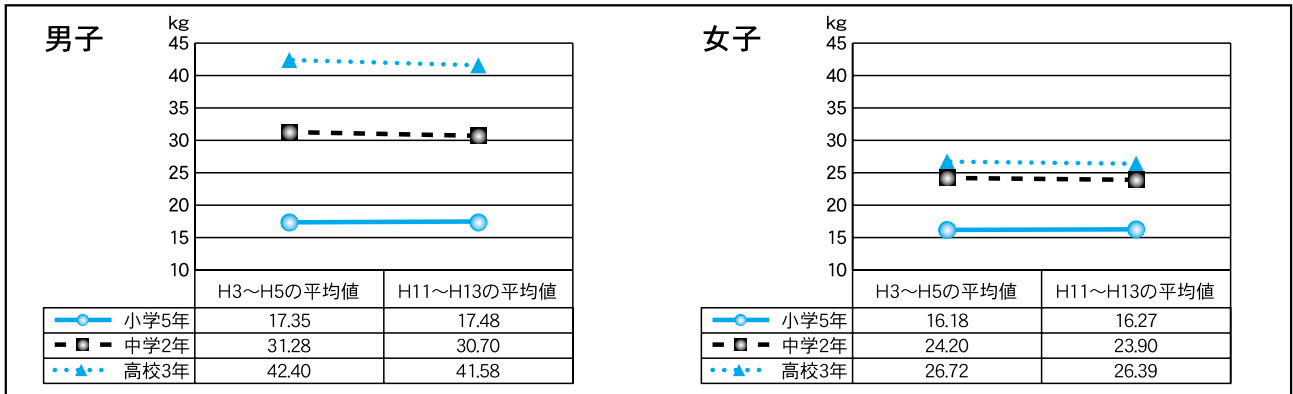 男子
kg
45
40
35
30
25
20
15
10
H3～H5の平均値 H11～H13の平均値
小学5年 17.35 17.48
中学2年 31.28 30.70
高校3年 42.40 41.58
女子
kg
45
40
35
30
25
20
15
10
H3～H5の平均値 H11～H13の平均値
小学5年 16.18 16.27
中学2年 24.20 23.90
高校3年 26.72 26.39